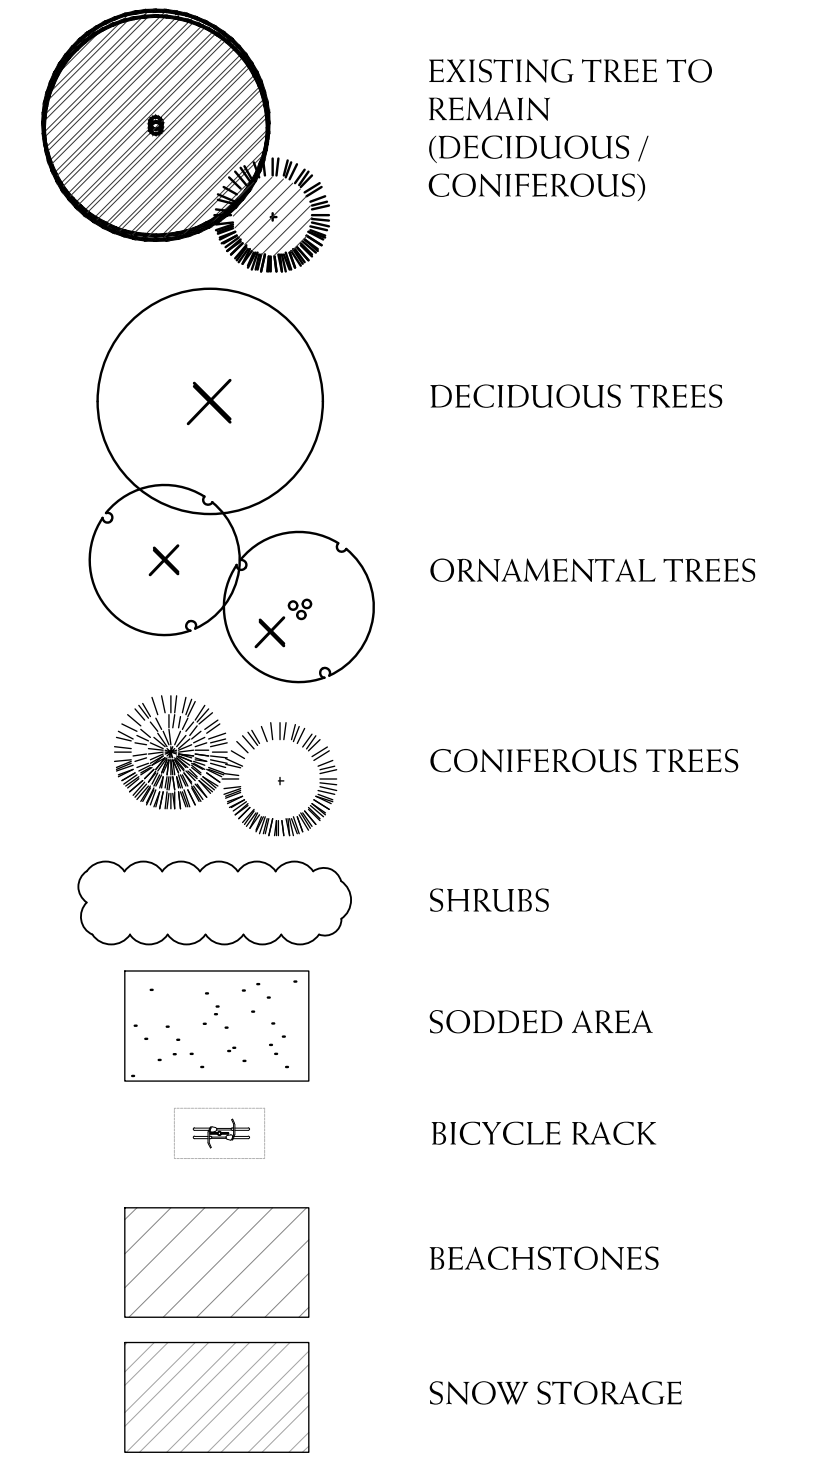 EXISTING TREE TO
REMAIN
(DECIDUOUS /
CONIFEROUS)
DECIDUOUS TREES
ORNAMENTAL TREES
CONIFEROUS TREES
SHRUBS
SODDED AREA
BICYCLE RACK
BEACHSTONES
SNOW STORAGE